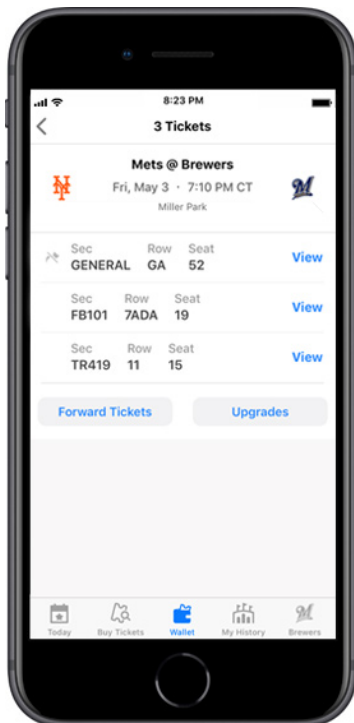 8:23 PM
3 Tickets
Mets @ Brewers
Fri, May 3 · 7:10 PM CT
Miller Park
Sec Row Seat
GENERAL GA 52 View
Sec Row Seat
FB101 7ADA 19 View
Sec Row Seat
TR419 11 15 View
Forward Tickets Upgrades
Today Buy Tickets Wallet My History Brewers